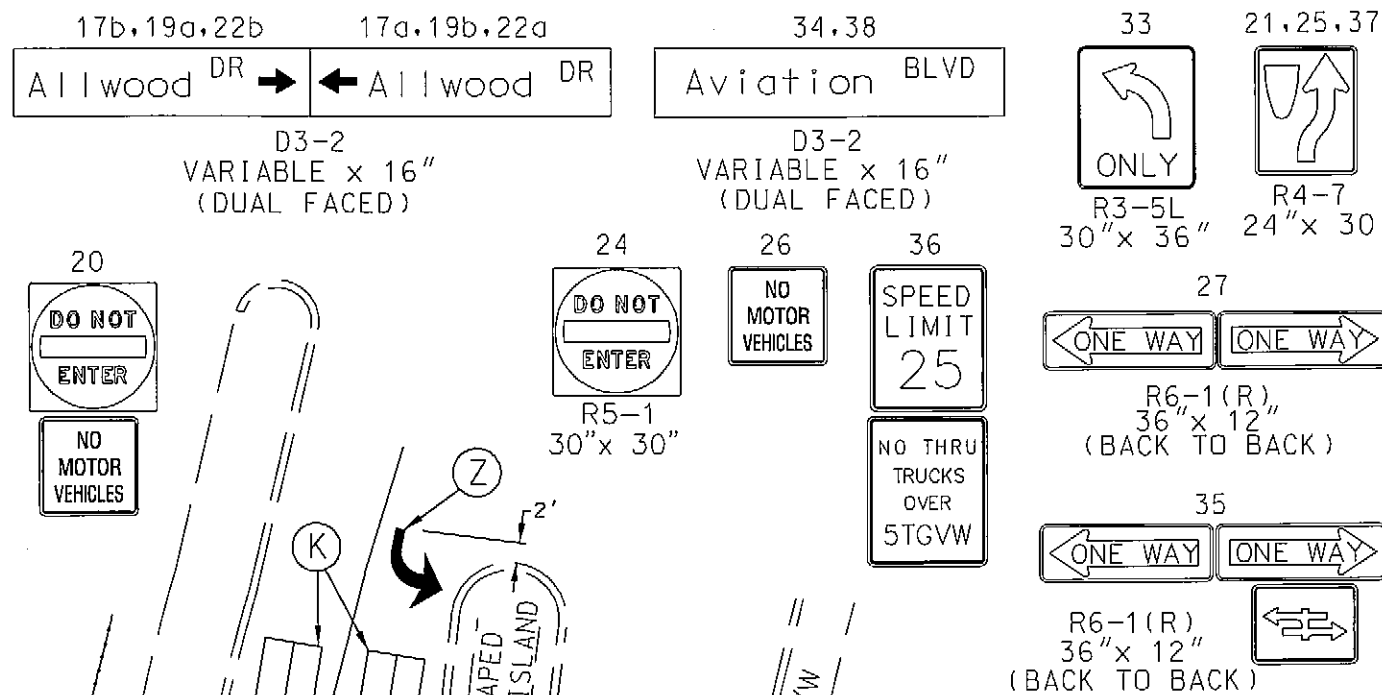 17b,19a,22b
17a,19b,22a
Allwood DR
Allwood DR
D3-2
VARIABLE x 16"
(DUAL FACED)
34,38
Aviation BLVD
D3-2
VARIABLE x 16"
(DUAL FACED)
33
ONLY
R3-5L
30"x 36"
21,25,37
R4-7
24"x 30
20
DO NOT
ENTER
NO
MOTOR
VEHICLES
24
DO NOT
ENTER
R5-1
30"x 30"
26
NO
MOTOR
VEHICLES
36
SPEED
LIMIT
25
NO THRU
TRUCKS
OVER
5TGVW
27
ONE WAY
ONE WAY
R6-1(R)
36"x 12"
(BACK TO BACK)
35
ONE WAY
ONE WAY
R6-1(R)
36"x 12"
(BACK TO BACK)
Z
2'
K
APED
ISLAND